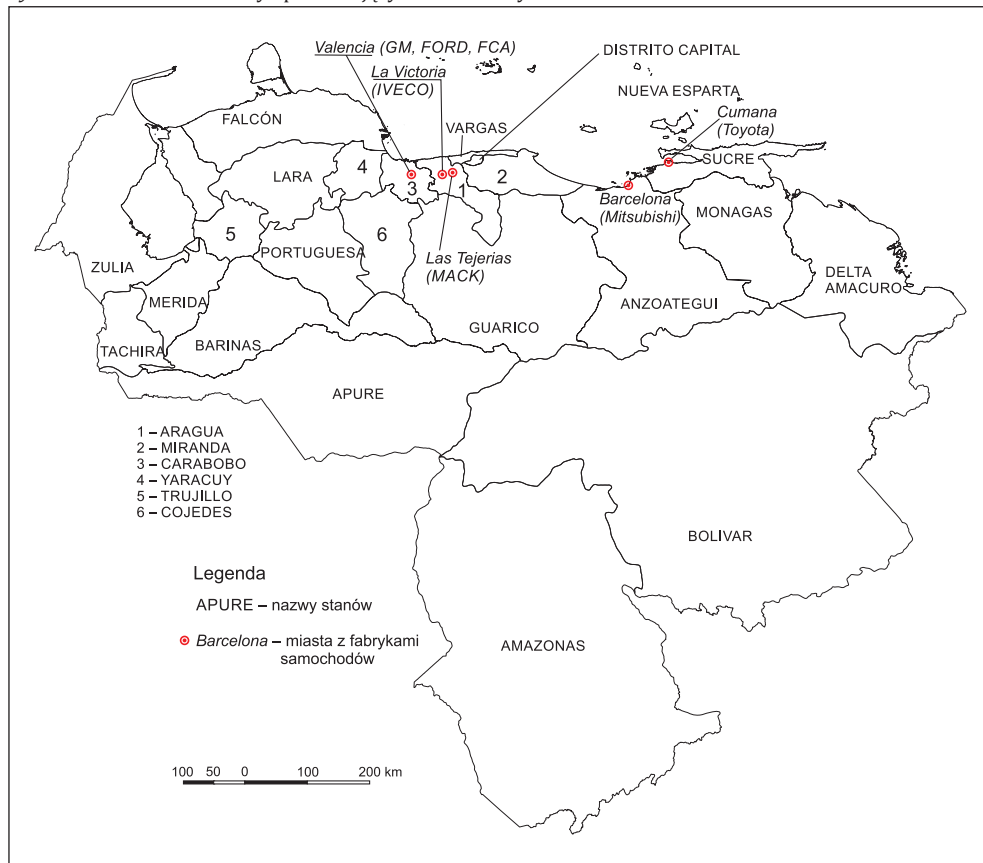 Valencia (GM, FORD, FCA)
DISTRITO CAPITAL
La Victoria
(IVECO)
NUEVA ESPARTA
Cumana
(Toyota)
FALCÓN
VARGAS
SUCRE
LARA
4
3
1
2
Barcelona
(Mitsubishi)
MONAGAS
5
6
PORTUGUESA
Las Tejerias
(MACK)
ZULIA
DELTA
AMACURO
MERIDA
ANZOATEGUI
GUARICO
TACHIRA
BARINAS
APURE
1 – ARAGUA
2 – MIRANDA
3 – CARABOBO
4 – YARACUY
5 – TRUJILLO
6 – COJEDES
BOLIVAR
Legenda
APURE – nazwy stanów
Barcelona – miasta z fabrykami
samochodów
AMAZONAS
100 50 0 100 200 km